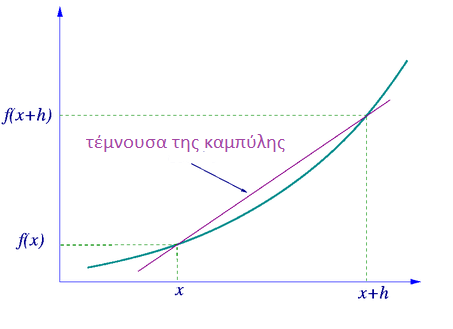 f(x+h)
τέμνουσα της καμπύλης
f(x)
x
x+h